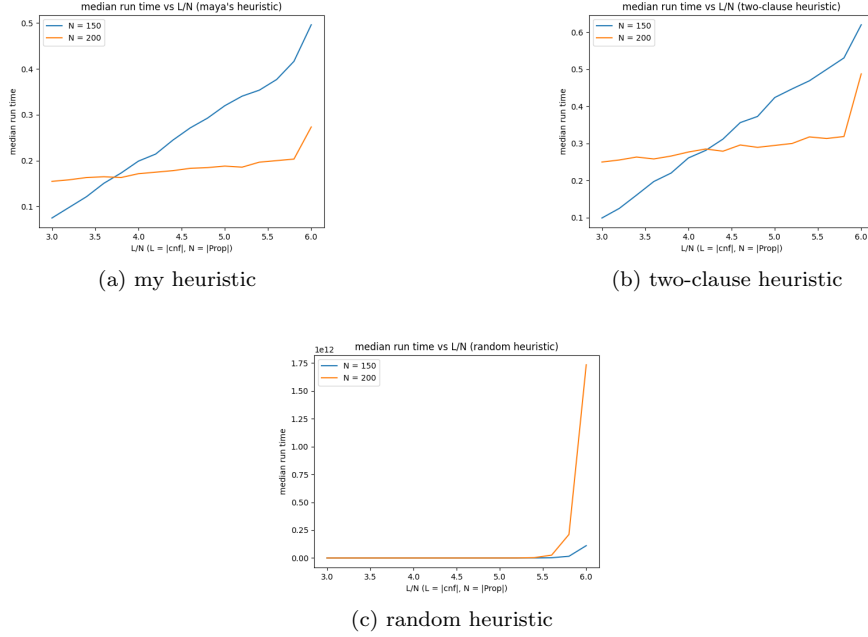 median run time vs L/N (maya's heuristic)
N = 150
N = 200
0.5
0.4
0.3
0.2
0.1
median run time
3.0 3.5 4.0 4.5 5.0 5.5 6.0
L/N (L = |cnf|, N = |Prop|)
(a) my heuristic
median run time vs L/N (two-clause heuristic)
N = 150
N = 200
0.6
0.5
0.4
0.3
0.2
0.1
median run time
3.0 3.5 4.0 4.5 5.0 5.5 6.0
L/N (L = |cnf|, N = |Prop|)
(b) two-clause heuristic
median run time vs L/N (random heuristic)
1e12
N = 150
N = 200
1.75
1.50
1.25
1.00
0.75
0.50
0.25
0.00
median run time
3.0 3.5 4.0 4.5 5.0 5.5 6.0
L/N (L = |cnf|, N = |Prop|)
(c) random heuristic